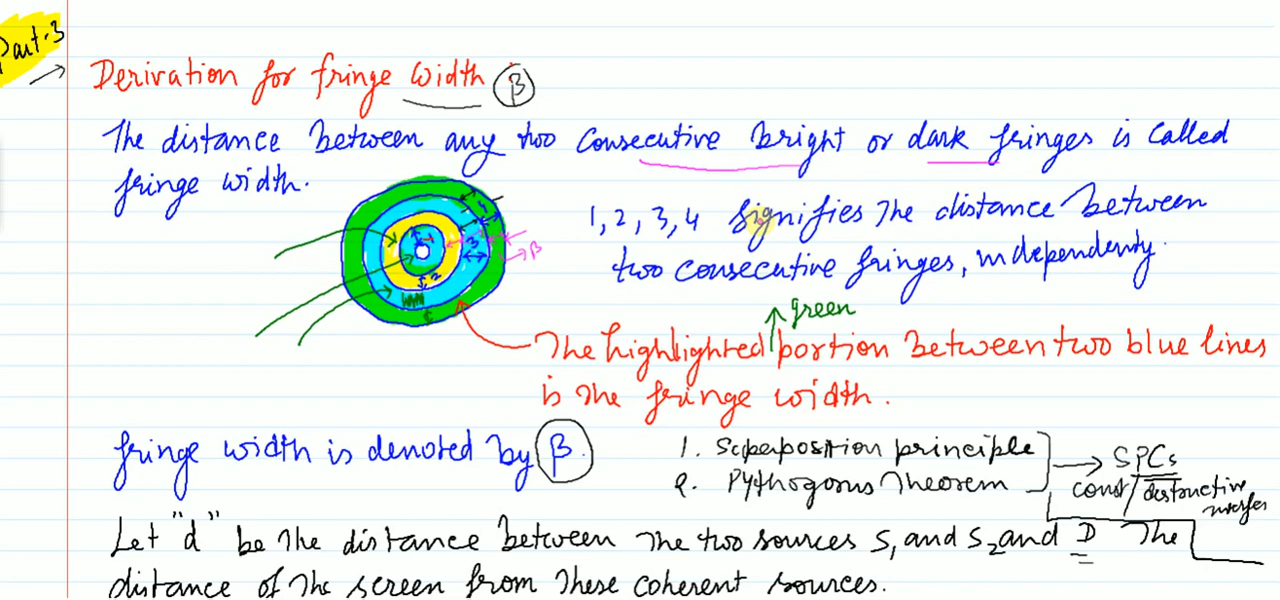 Part-3
Derivation for fringe width β
The distance between any two consecutive bright or dark fringes is called
fringe width.
1, 2, 3, 4 signifies the distance between
two consecutive fringes, independently.
β
green
The highlighted portion between two blue lines
is the fringe width.
fringe width is denoted by β.
1. Superposition principle
2. Pythogorus Theorem
SPCs
const/destructive
Let "d" be the distance between the two sources S₁ and S₂ and D The
distance of the screen from these coherent sources.